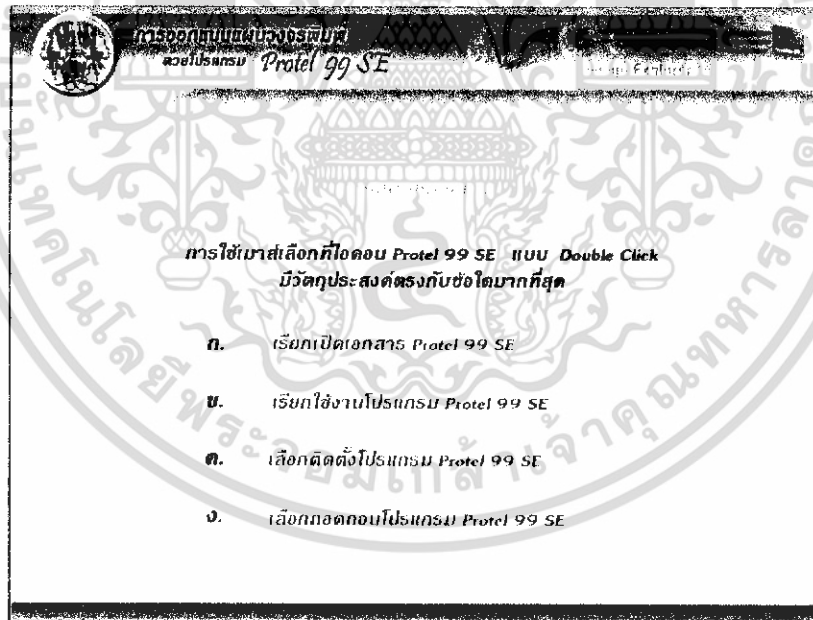 การออกแบบแผ่นวงจรพิมพ์
ด้วยโปรแกรม Protel 99 SE
การใช้เมาส์เลือกที่ไอคอน Protel 99 SE แบบ Double Click
มีวัตถุประสงค์ตรงกับข้อใดมากที่สุด
ก. เรียกเปิดเอกสาร Protel 99 SE
ข. เรียกใช้งานโปรแกรม Protel 99 SE
ค. เลือกติดตั้งโปรแกรม Protel 99 SE
ง. เลือกถอดถอนโปรแกรม Protel 99 SE